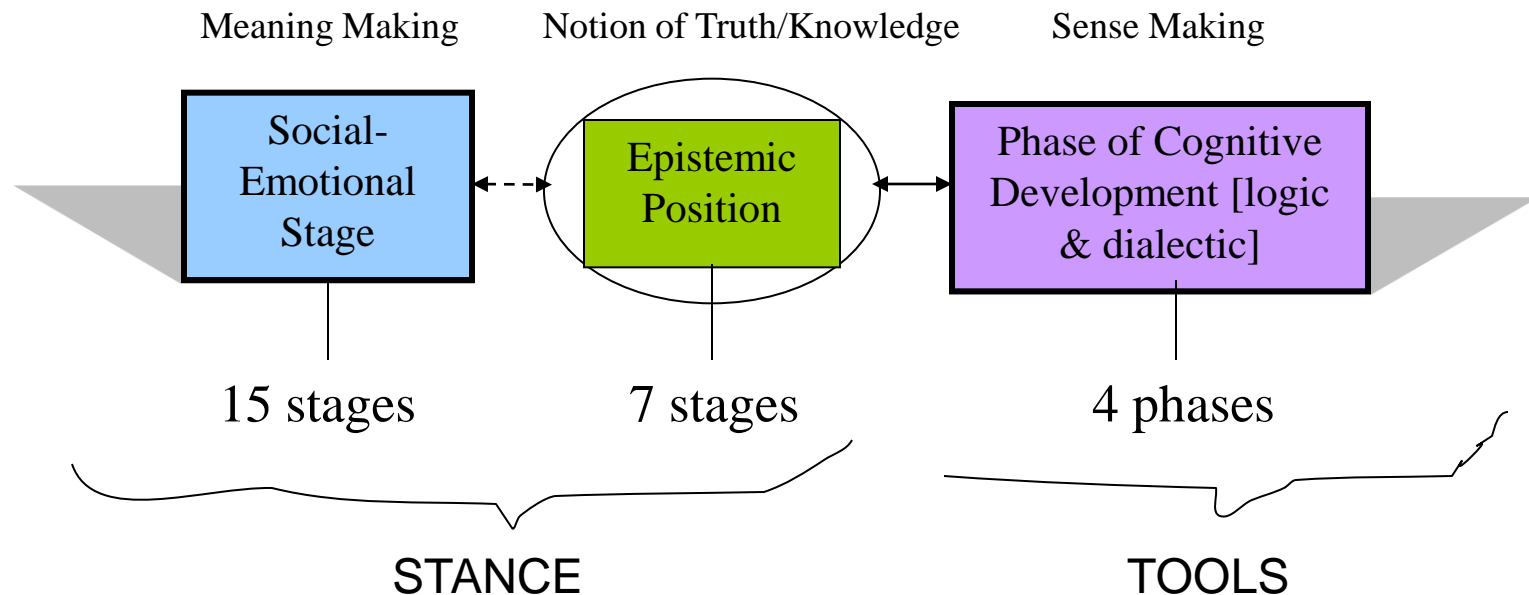 Meaning Making
Notion of Truth/Knowledge
Sense Making
Social-
Emotional
Stage
Epistemic
Position
Phase of Cognitive
Development [logic
& dialectic]
15 stages
7 stages
4 phases
STANCE
TOOLS